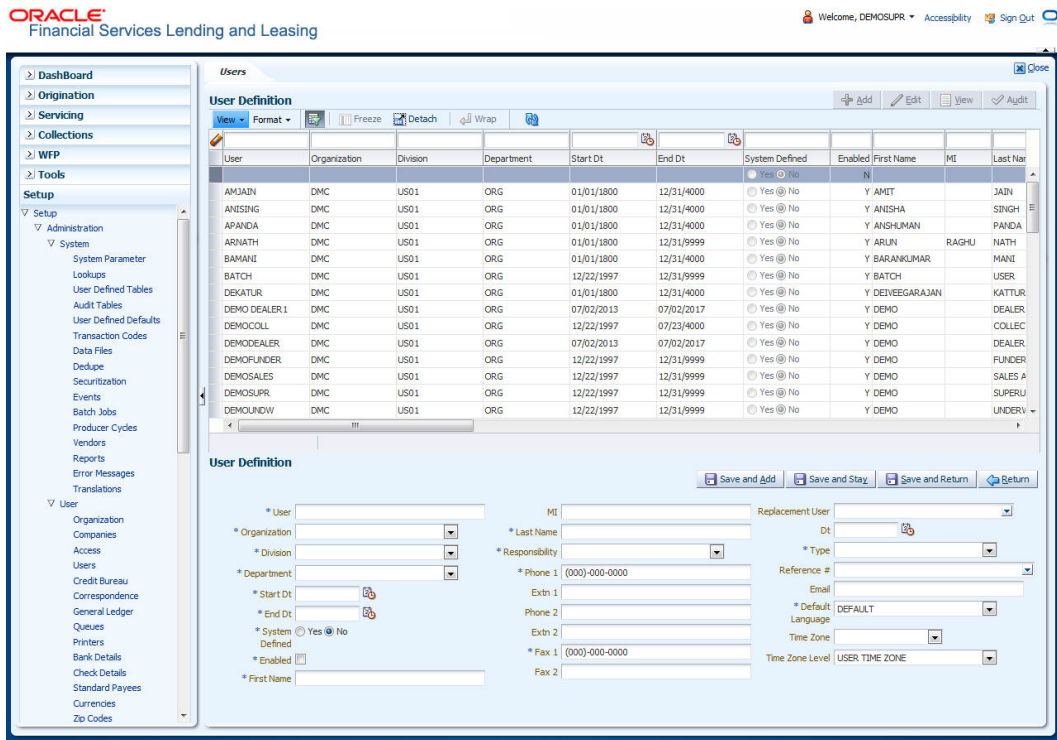 ORACLE'
Financial Services Lending and Leasing
Welcome, DEMOSUPR Accessibility Sign Out
Close
DashBoard
Origination
Servicing
Collections
WFP
Tools
Setup
Setup
Administration
System
System Parameter
Lookups
User Defined Tables
Audit Tables
User Defined Defaults
Transaction Codes
Data Files
Dedupe
Securitization
Events
Batch Jobs
Producer Cycles
Vendors
Reports
Error Messages
Translations
User
Organization
Companies
Access
Users
Credit Bureau
Correspondence
General Ledger
Queues
Printers
Bank Details
Check Details
Standard Payees
Currencies
Zip Codes
Users
User Definition
Add Edit View Audit
View Format Freeze Detach Wrap
User Organization Division Department Start Dt End Dt System Defined Enabled First Name MI Last Nar
Yes No N
AMJAIN DMC US01 ORG 01/01/1800 12/31/4000 Yes No Y AMIT JAIN
ANISING DMC US01 ORG 01/01/1800 12/31/4000 Yes No Y ANISHA SINGH
APANDA DMC US01 ORG 01/01/1800 12/31/4000 Yes No Y ANSHUMAN PANDA
ARNATH DMC US01 ORG 01/01/1800 12/31/9999 Yes No Y ARUN RAGHU NATH
BAMANI DMC US01 ORG 01/01/1800 12/31/4000 Yes No Y BARANKUMAR MANI
BATCH DMC US01 ORG 12/22/1997 12/31/9999 Yes No Y BATCH USER
DEKATUR DMC US01 ORG 01/01/1800 12/31/4000 Yes No Y DEIVEEGARAJAN KATTUR
DEMO DEALER1 DMC US01 ORG 07/02/2013 07/02/2017 Yes No Y DEMO DEALER
DEMOCOLL DMC US01 ORG 12/22/1997 07/23/4000 Yes No Y DEMO COLLEC
DEMODEALER DMC US01 ORG 07/02/2013 07/02/2017 Yes No Y DEMO DEALER
DEMOFUNDER DMC US01 ORG 12/22/1997 12/31/9999 Yes No Y DEMO FUNDER
DEMOSALES DMC US01 ORG 12/22/1997 12/31/9999 Yes No Y DEMO SALES A
DEMOSUPR DMC US01 ORG 12/22/1997 12/31/9999 Yes No Y DEMO SUPERU
DEMOUNDW DMC US01 ORG 12/22/1997 12/31/9999 Yes No Y DEMO UNDERW
User Definition
Save and Add Save and Stay Save and Return Return
* User
* Organization
* Division
* Department
* Start Dt
* End Dt
* System Defined Yes No
* Enabled
* First Name
MI
* Last Name
* Responsibility
* Phone 1 (000)-000-0000
Extn 1
Phone 2
Extn 2
* Fax 1 (000)-000-0000
Fax 2
Replacement User
Dt
* Type
Reference #
Email
* Default Language DEFAULT
Time Zone
Time Zone Level USER TIME ZONE